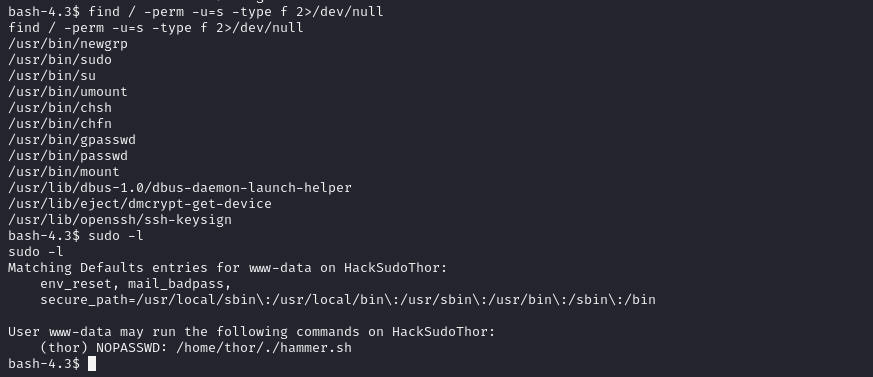 bash-4.3$ find / -perm -u=s -type f 2>/dev/null
find / -perm -u=s -type f 2>/dev/null
/usr/bin/newgrp
/usr/bin/sudo
/usr/bin/su
/usr/bin/umount
/usr/bin/chsh
/usr/bin/chfn
/usr/bin/gpasswd
/usr/bin/passwd
/usr/bin/mount
/usr/lib/dbus-1.0/dbus-daemon-launch-helper
/usr/lib/eject/dmcrypt-get-device
/usr/lib/openssh/ssh-keysign
bash-4.3$ sudo -l
sudo -l
Matching Defaults entries for www-data on HackSudoThor:
    env_reset, mail_badpass,
    secure_path=/usr/local/sbin\:/usr/local/bin\:/usr/sbin\:/usr/bin\:/sbin\:/bin

User www-data may run the following commands on HackSudoThor:
    (thor) NOPASSWD: /home/thor/./hammer.sh
bash-4.3$